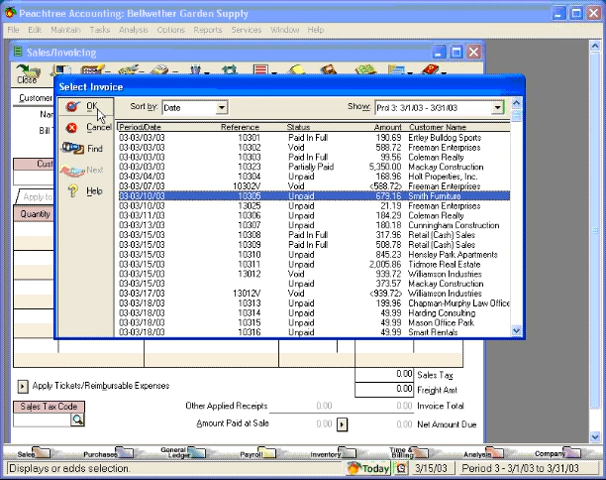 Peachtree Accounting: Bellwether Garden Supply
File Edit Maintain Tasks Analysis Options Reports Services Window Help
Sales/Invoicing
Close
Select Invoice
OK
Cancel
Find
Next
Help
Sort by: Date Show: Prd 3: 3/1/03 - 3/31/03
Period/Date Reference Status Amount Customer Name
03-03/03/03 10301 Paid In Full 190.69 Ertley Bulldog Sports
03-03/03/03 10302 Void 588.72 Freeman Enterprises
03-03/03/03 10303 Paid In Full 99.56 Coleman Realty
03-03/03/03 10323 Partially Paid 5,350.00 Mackay Construction
03-03/04/03 10304 Unpaid 168.96 Holt Properties, Inc.
03-03/07/03 10302V Void <588.72> Freeman Enterprises
03-03/10/03 10305 Unpaid 679.16 Smith Furniture
03-03/10/03 13025 Unpaid 21.19 Freeman Enterprises
03-03/11/03 10306 Unpaid 184.29 Coleman Realty
03-03/13/03 10307 Unpaid 180.18 Cunningham Construction
03-03/15/03 10308 Paid In Full 317.96 Retail (Cash) Sales
03-03/15/03 10309 Paid In Full 508.78 Retail (Cash) Sales
03-03/15/03 10310 Unpaid 845.23 Hensley Park Apartments
03-03/15/03 10311 Unpaid 2,005.86 Tidmore Real Estate
03-03/15/03 13012 Void 939.72 Williamson Industries
03-03/15/03 Unpaid 373.57 Mackay Construction
03-03/17/03 13012V Void <939.72> Williamson Industries
03-03/18/03 10313 Unpaid 199.96 Chapman-Murphy Law Office
03-03/18/03 10314 Unpaid 49.99 Harding Consulting
03-03/18/03 10315 Unpaid 49.99 Mason Office Park
03-03/18/03 10316 Unpaid 49.99 Smart Rentals
Customer
Bill T
Cust
Apply to
Quantity
0.00 Sales Tax
Apply Tickets/Reimbursable Expenses 0.00 Freight Amt
Sales Tax Code Other Applied Receipts 0.00 0.00 Invoice Total
Amount Paid at Sale 0.00 0.00 Net Amount Due
Sales Purchases General Ledger Payroll Inventory Time & Billing Analysis Company
Displays or adds selection. Today 3/15/03 Period 3 - 3/1/03 to 3/31/03